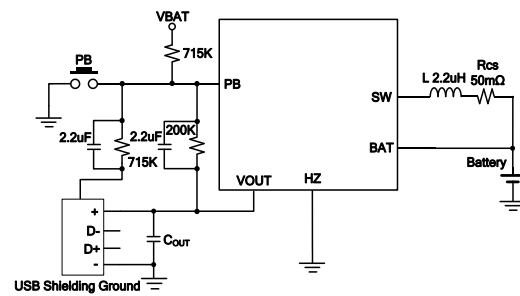 VBAT
PB
715K
PB
SW
L 2.2uH
Rcs
50mΩ
2.2uF
2.2uF
200K
715K
BAT
Battery
VOUT
HZ
+
D-
D+
-
COUT
USB Shielding Ground